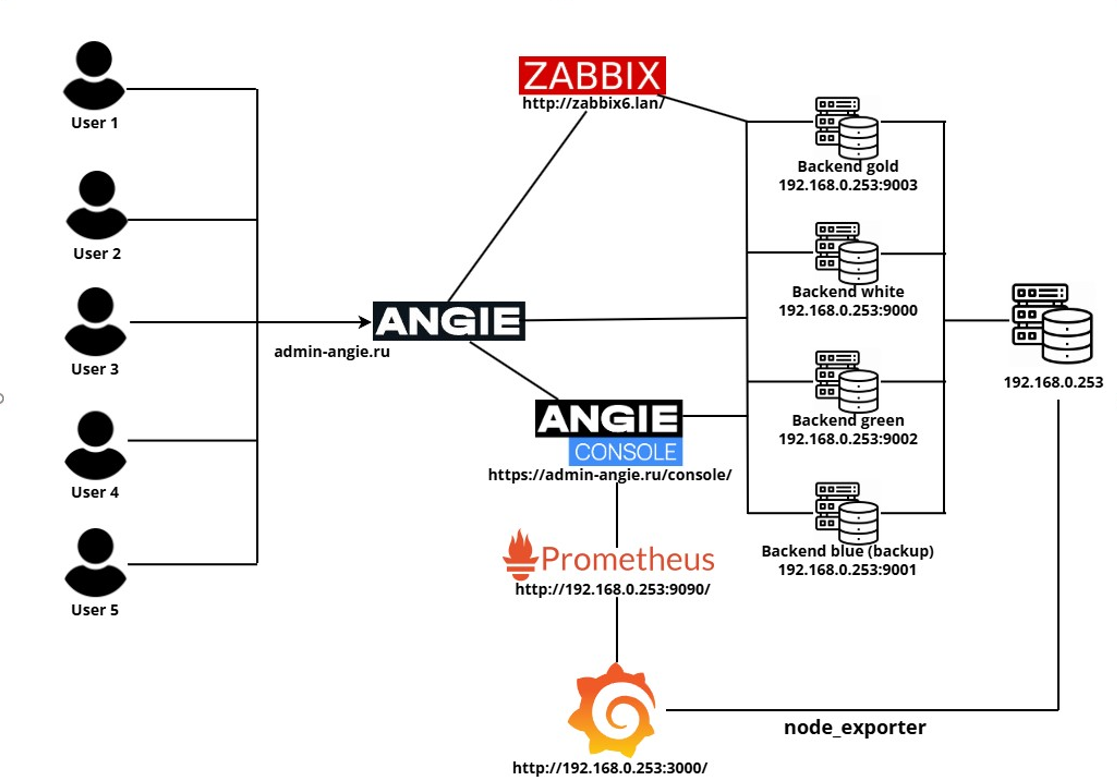 User 1
User 2
User 3
User 4
User 5
admin-angie.ru
ANGIE
ZABBIX
http://zabbix6.lan/
ANGIE
CONSOLE
https://admin-angie.ru/console/
Prometheus
http://192.168.0.253:9090/
http://192.168.0.253:3000/
Backend gold
192.168.0.253:9003
Backend white
192.168.0.253:9000
Backend green
192.168.0.253:9002
Backend blue (backup)
192.168.0.253:9001
192.168.0.253
node_exporter